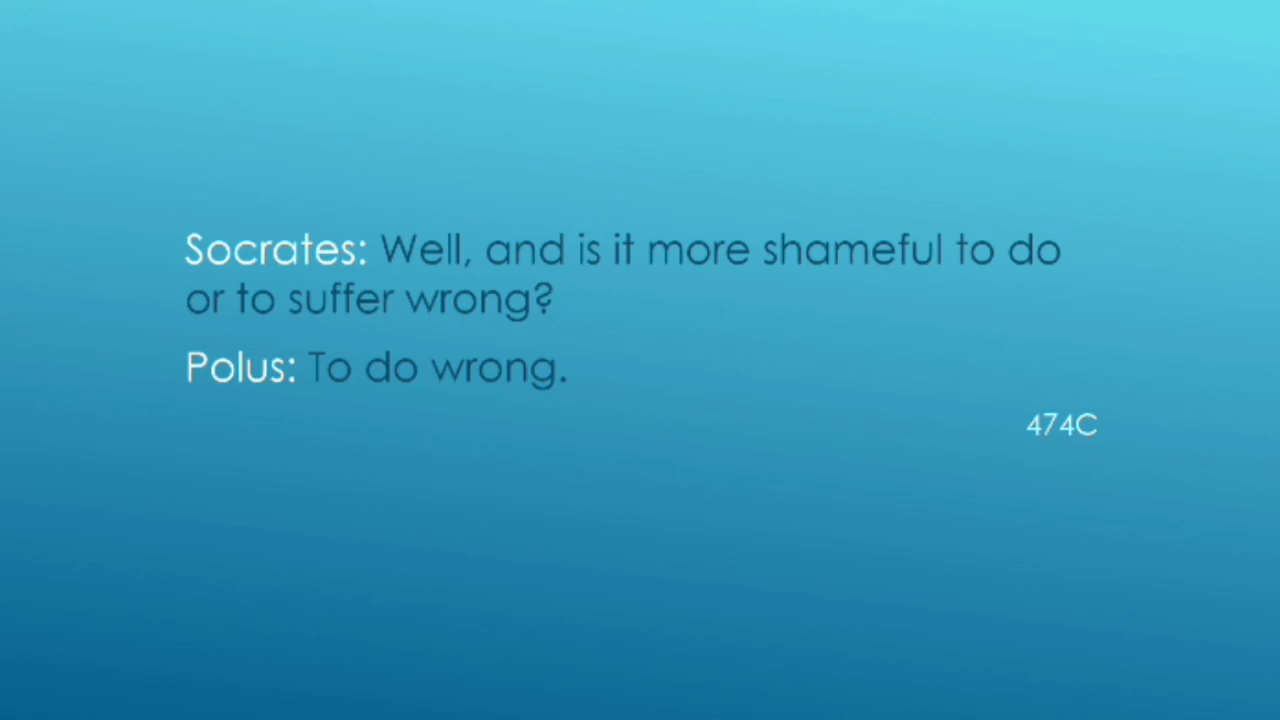 Socrates: Well, and is it more shameful to do
or to suffer wrong?
Polus: To do wrong.
474C